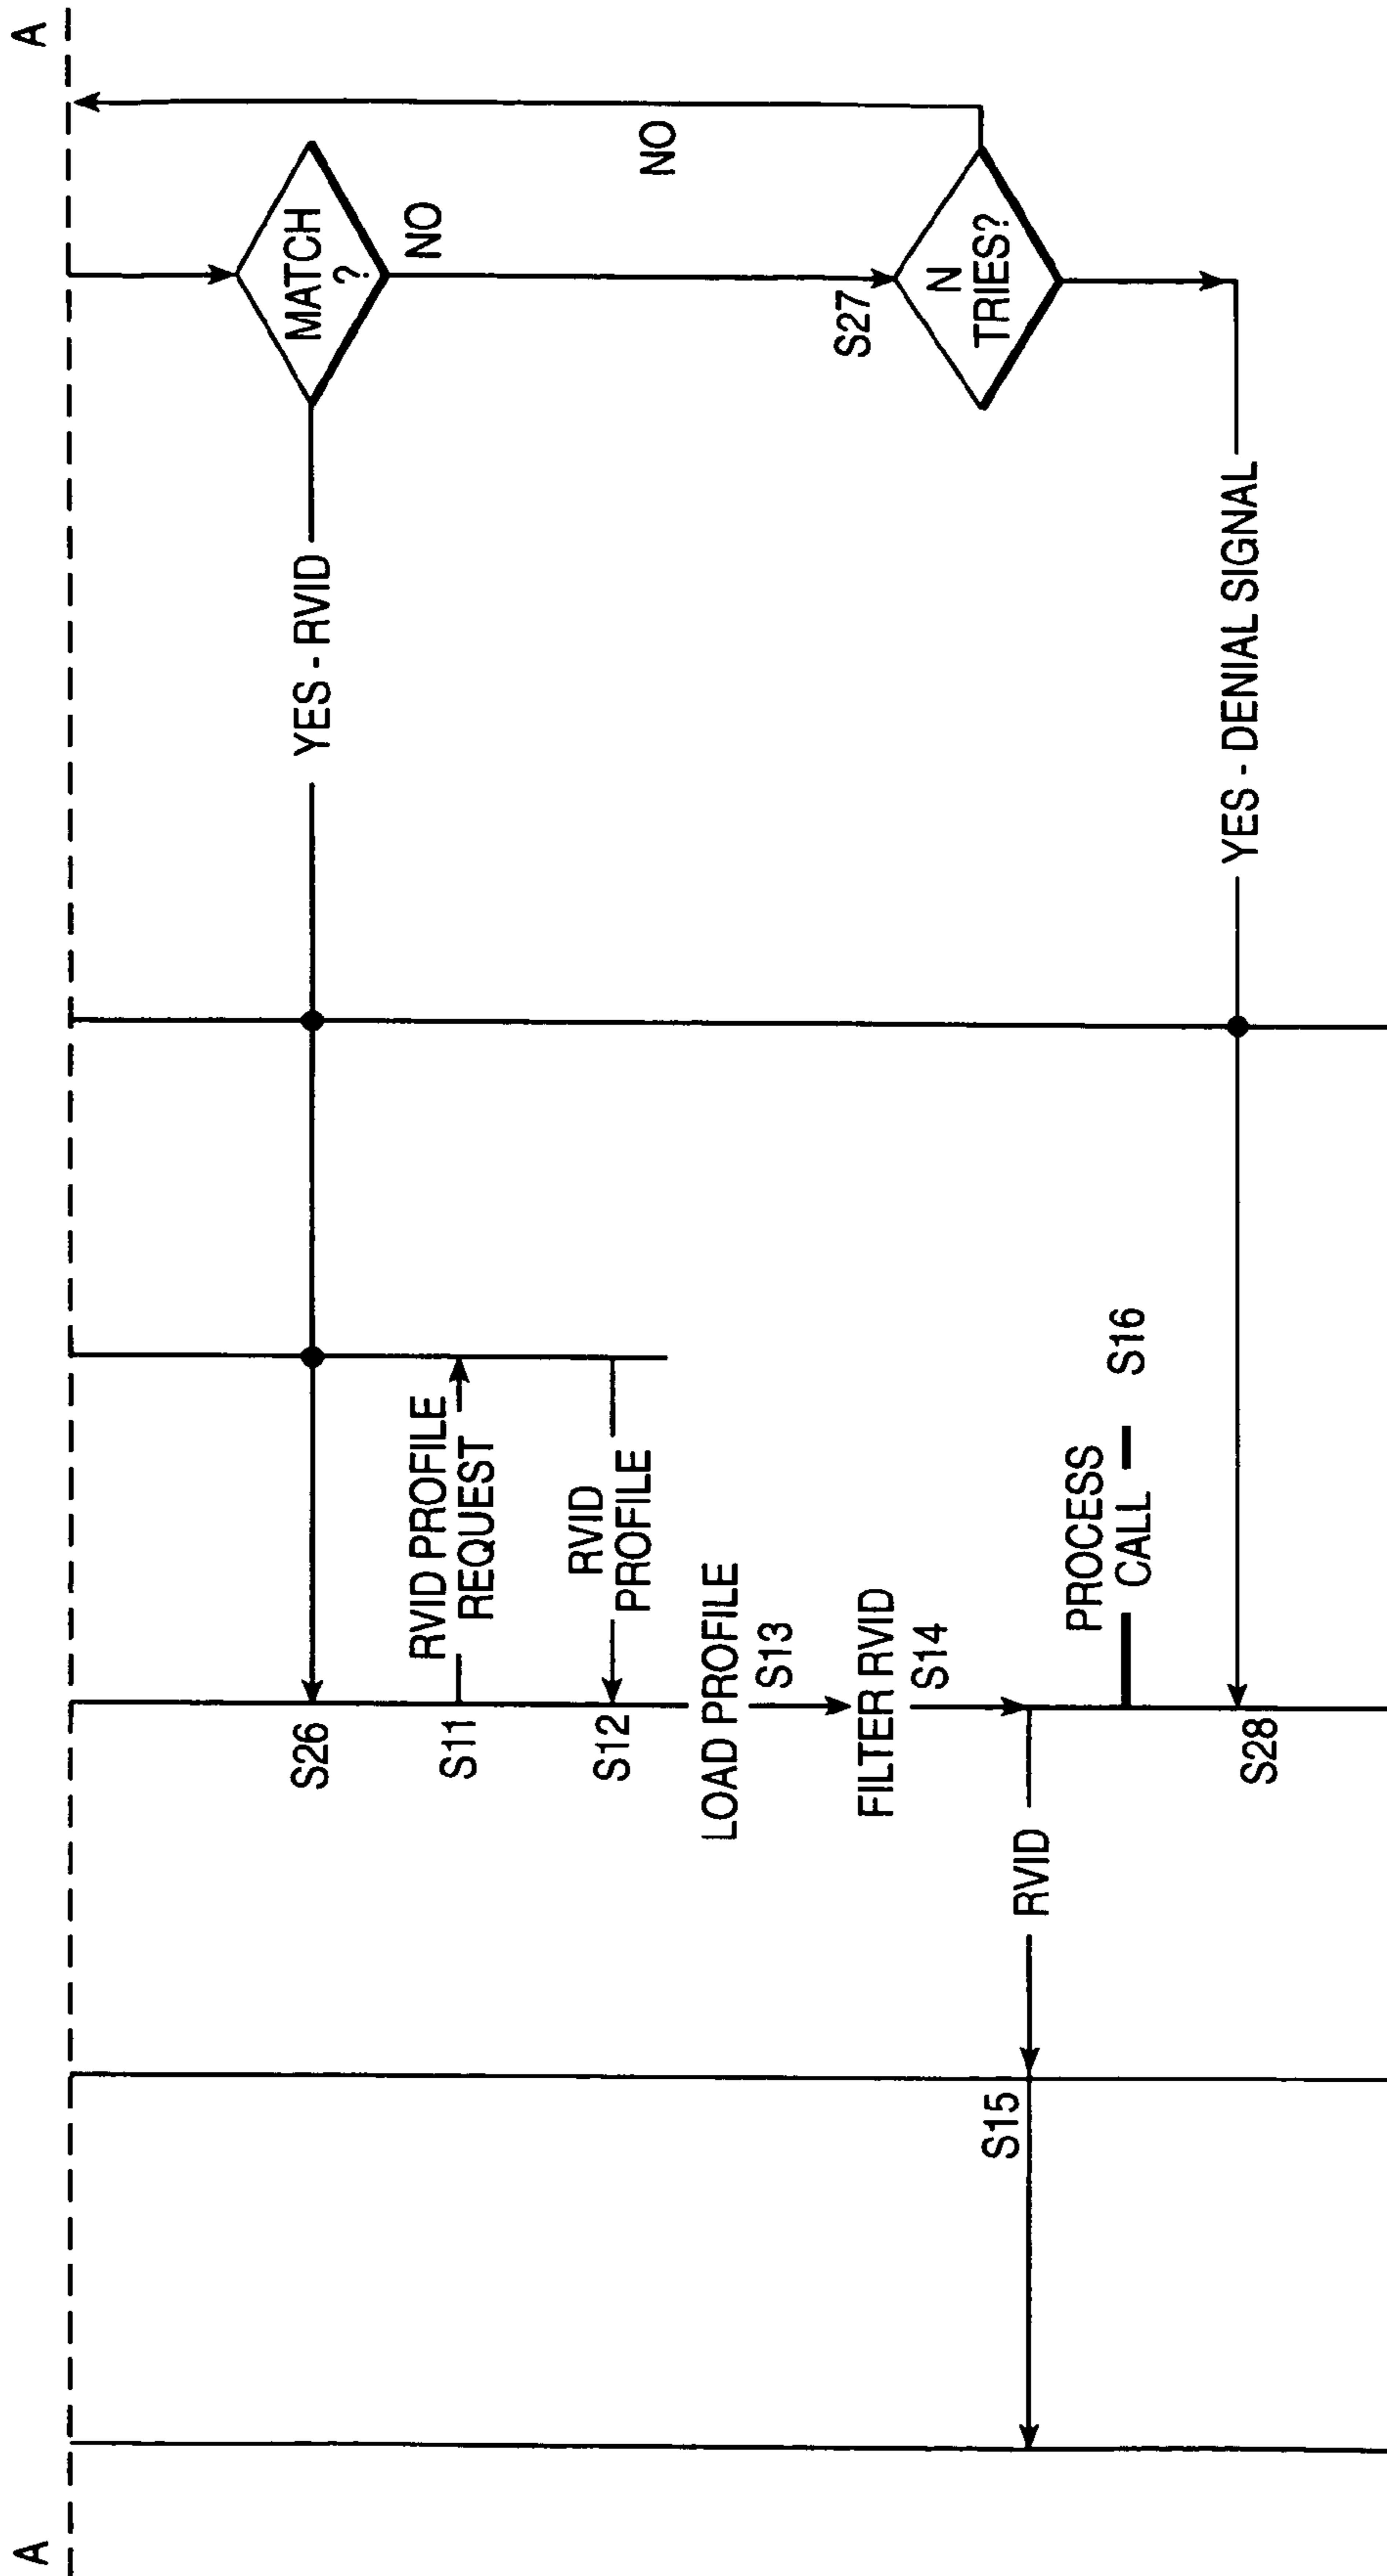 A
A
S26
YES - RVID
MATCH
?
NO
S11
RVID PROFILE
REQUEST
S12
RVID
PROFILE
NO
LOAD PROFILE
S13
S27
FILTER RVID
S14
N
TRIES?
S15
RVID
PROCESS
CALL
S16
S28
YES - DENIAL SIGNAL